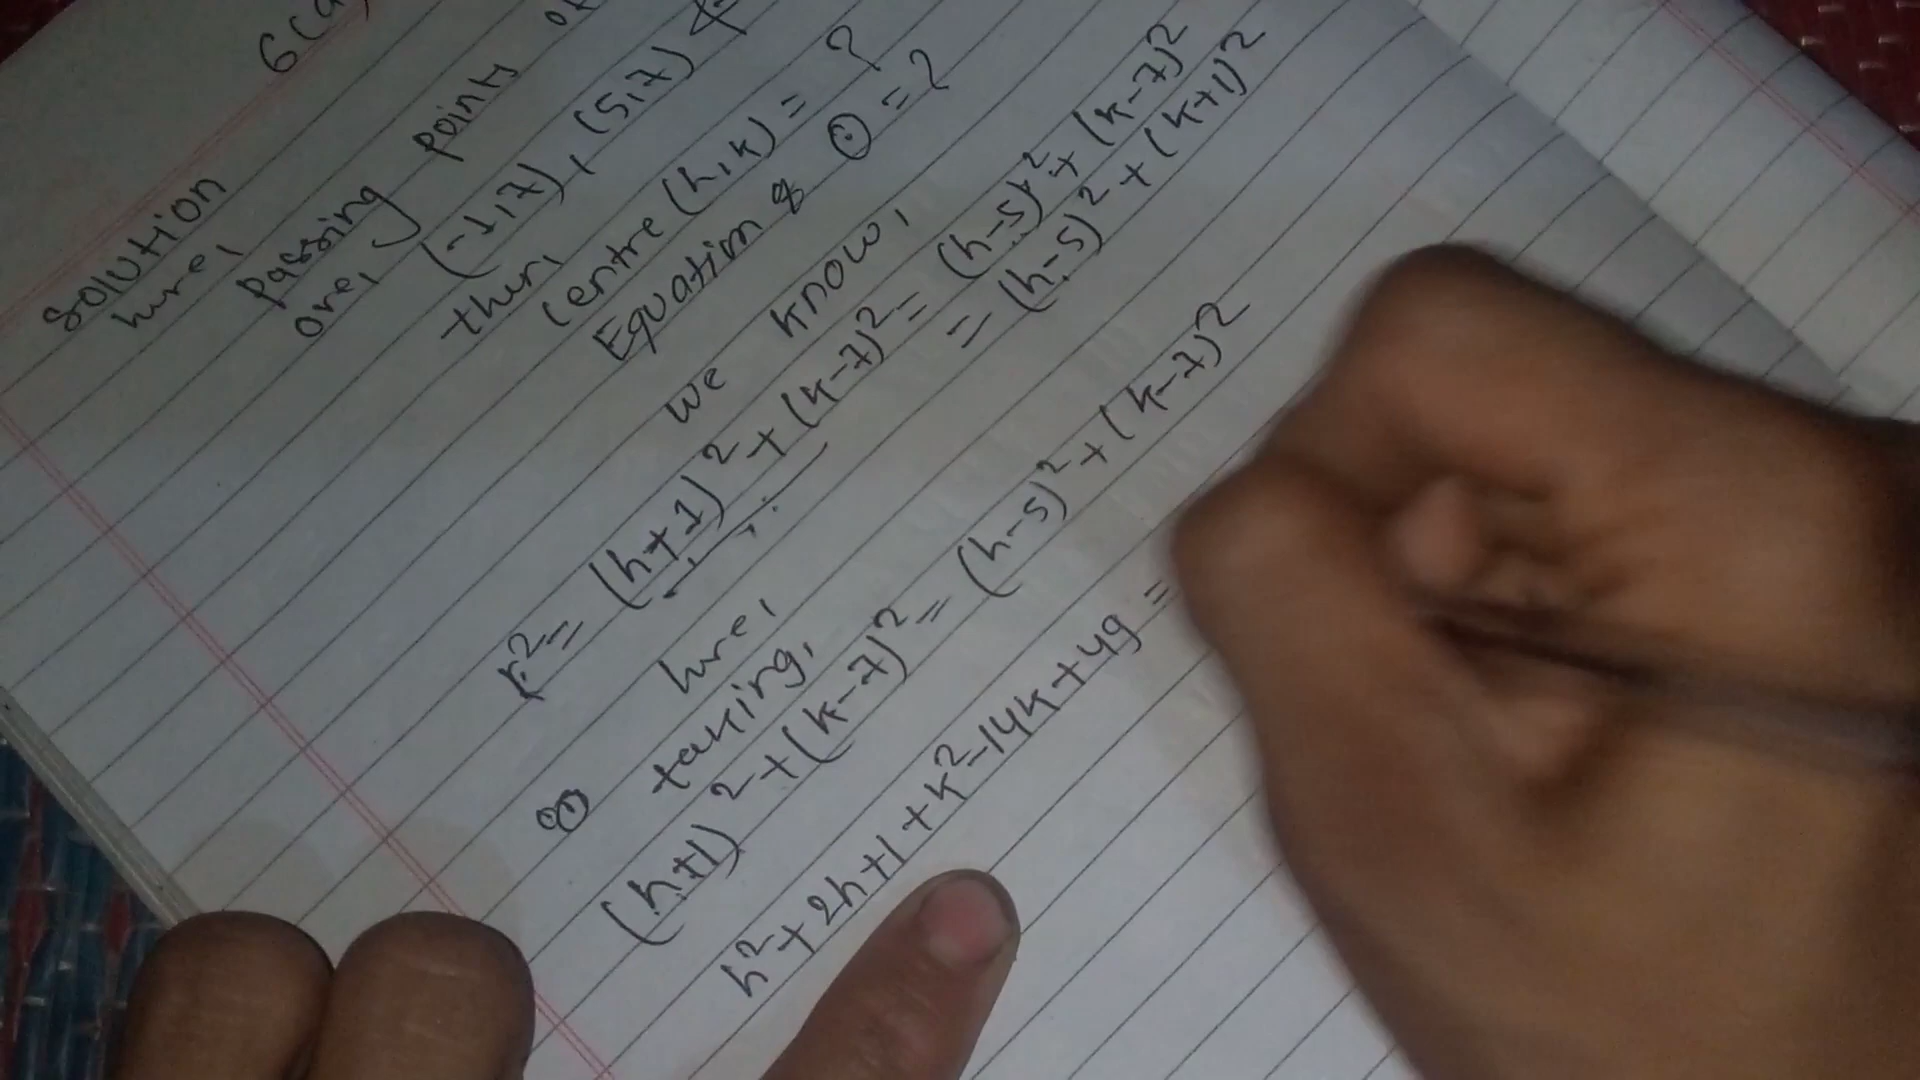 6(a)
solution
here,
passing points of
are, (-1,7), (5,7)
then,
centre (h,k) = ?
Equation of ⊙ = ?
we know,
r² = (h+1)² + (k-7)² = (h-5)² + (k-7)²
= (h-5)² + (k+1)²
here,
taking,
(h+1)² + (k-7)² = (h-5)² + (k-7)²
h² + 2h + 1 + k² - 14k + 49 =